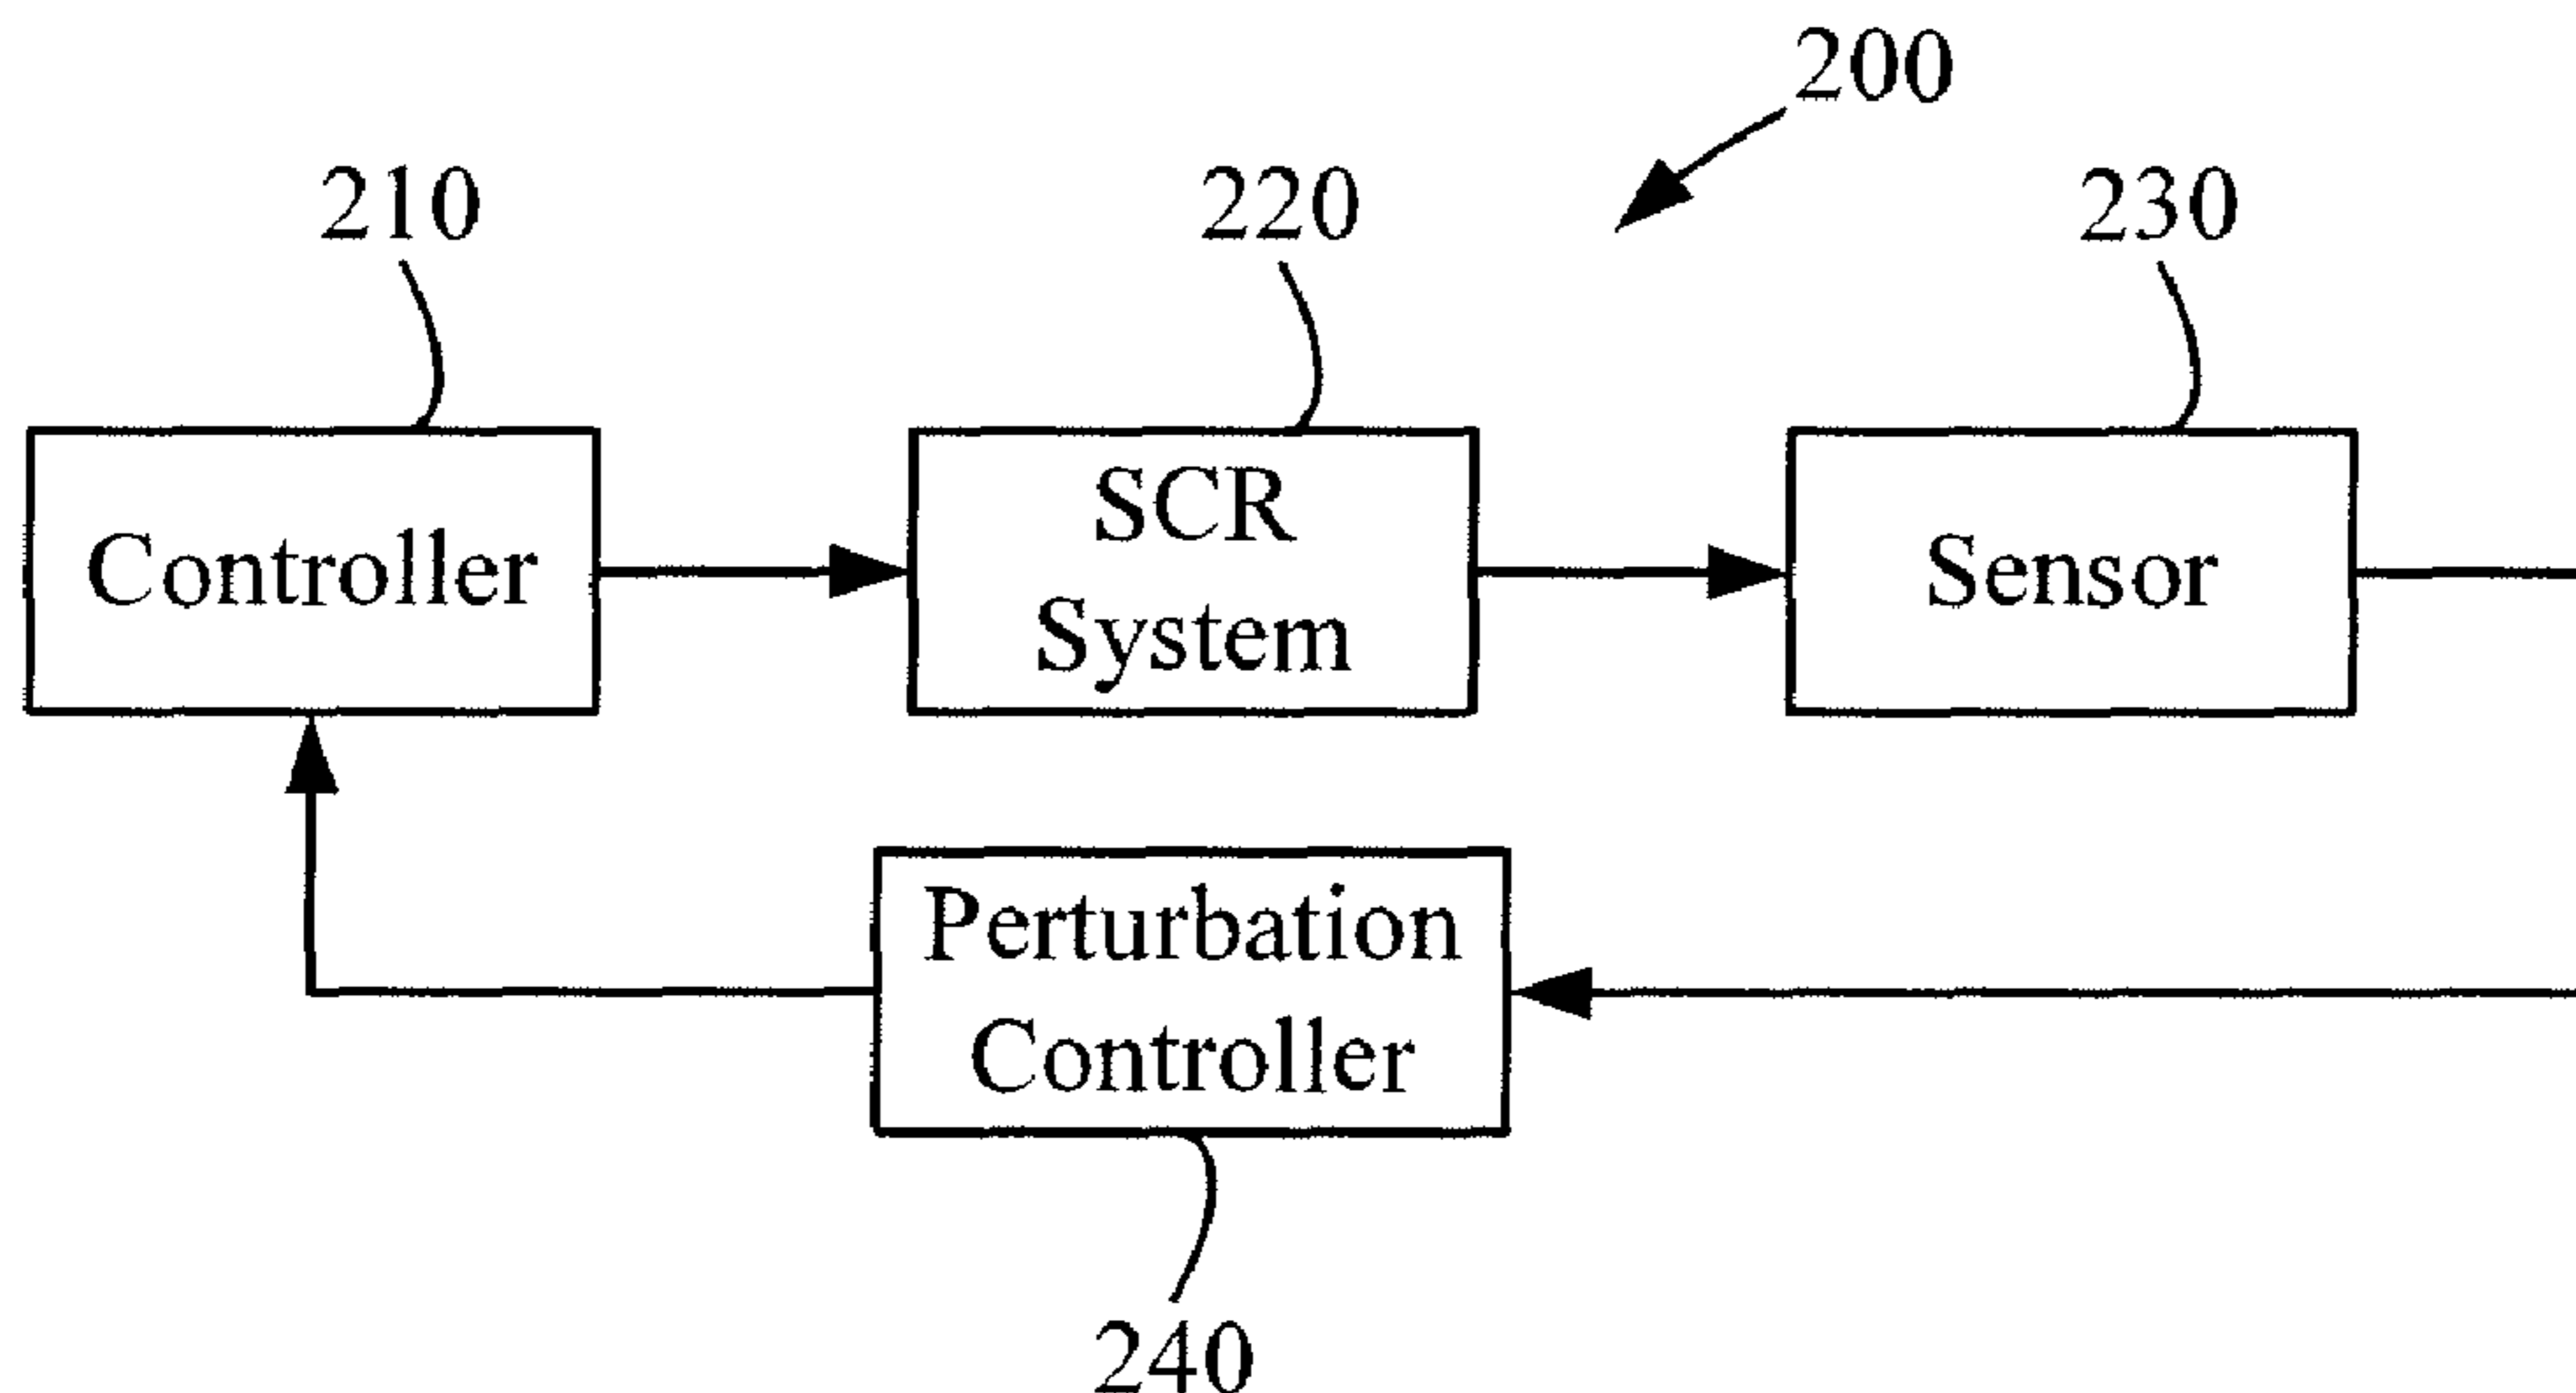 200
210
220
230
Controller
SCR
System
Sensor
Perturbation
Controller
240